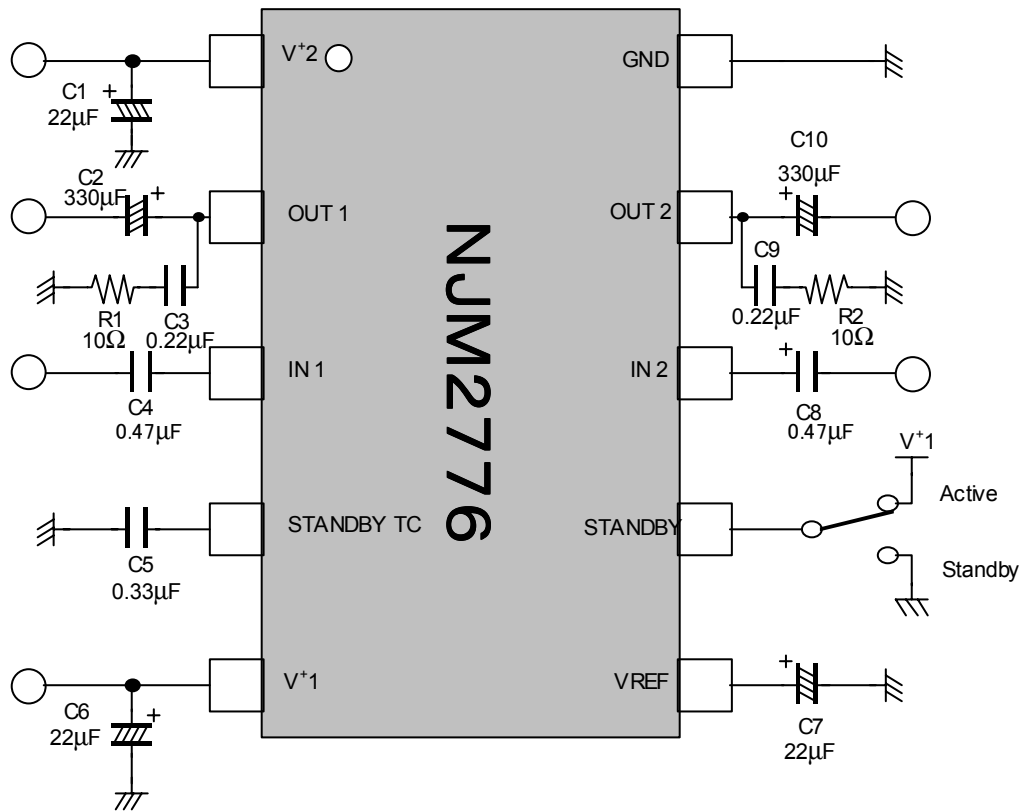 V+2
GND
C1
+
22μF
C10
330μF
+
C2
330μF
+
OUT 1
OUT 2
C9
0.22μF
R2
10Ω
R1
10Ω
C3
0.22μF
NJM2776
IN 1
IN 2
+
C4
0.47μF
C8
0.47μF
V+1
Active
STANDBY TC
STANDBY
C5
0.33μF
Standby
V+1
VREF
+
C6
22μF
+
C7
22μF